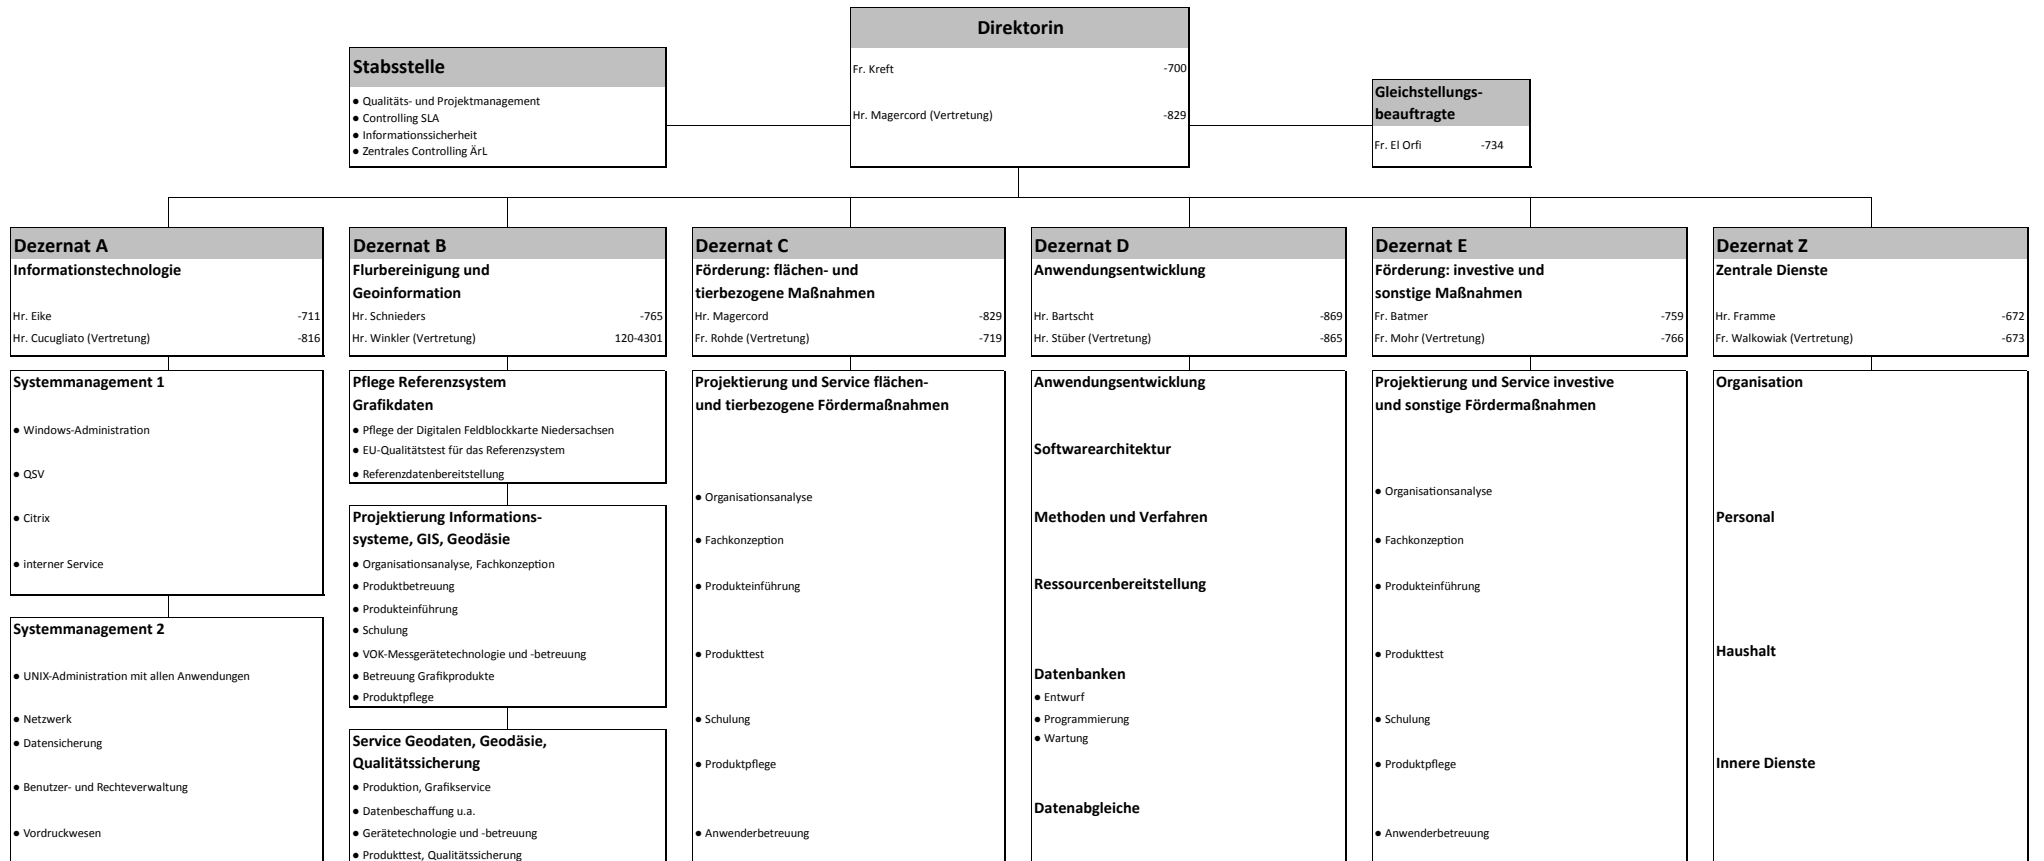 Direktorin
Fr. Kreft -700
Hr. Magercord (Vertretung) -829
Stabsstelle
● Qualitäts- und Projektmanagement
● Controlling SLA
● Informationssicherheit
● Zentrales Controlling ÄrL
Gleichstellungs-
beauftragte
Fr. El Orfi -734
Dezernat A
Informationstechnologie
Hr. Eike -711
Hr. Cucugliato (Vertretung) -816
Systemmanagement 1
● Windows-Administration
● QSV
● Citrix
● interner Service
Systemmanagement 2
● UNIX-Administration mit allen Anwendungen
● Netzwerk
● Datensicherung
● Benutzer- und Rechteverwaltung
● Vordruckwesen
Dezernat B
Flurbereinigung und
Geoinformation
Hr. Schnieders -765
Hr. Winkler (Vertretung) 120-4301
Pflege Referenzsystem
Grafikdaten
● Pflege der Digitalen Feldblockkarte Niedersachsen
● EU-Qualitätstest für das Referenzsystem
● Referenzdatenbereitstellung
Projektierung Informations-
systeme, GIS, Geodäsie
● Organisationsanalyse, Fachkonzeption
● Produktbetreuung
● Produkteinführung
● Schulung
● VOK-Messgerätetechnologie und -betreuung
● Betreuung Grafikprodukte
● Produktpflege
Service Geodaten, Geodäsie,
Qualitätssicherung
● Produktion, Grafikservice
● Datenbeschaffung u.a.
● Gerätetechnologie und -betreuung
● Produkttest, Qualitätssicherung
Dezernat C
Förderung: flächen- und
tierbezogene Maßnahmen
Hr. Magercord -829
Fr. Rohde (Vertretung) -719
Projektierung und Service flächen-
und tierbezogene Fördermaßnahmen
● Organisationsanalyse
● Fachkonzeption
● Produkteinführung
● Produkttest
● Schulung
● Produktpflege
● Anwenderbetreuung
Dezernat D
Anwendungsentwicklung
Hr. Bartscht -869
Hr. Stüber (Vertretung) -865
Anwendungsentwicklung
Softwarearchitektur
Methoden und Verfahren
Ressourcenbereitstellung
Datenbanken
● Entwurf
● Programmierung
● Wartung
Datenabgleiche
Dezernat E
Förderung: investive und
sonstige Maßnahmen
Fr. Batmer -759
Fr. Mohr (Vertretung) -766
Projektierung und Service investive
und sonstige Fördermaßnahmen
● Organisationsanalyse
● Fachkonzeption
● Produkteinführung
● Produkttest
● Schulung
● Produktpflege
● Anwenderbetreuung
Dezernat Z
Zentrale Dienste
Hr. Framme -672
Fr. Walkowiak (Vertretung) -673
Organisation
Personal
Haushalt
Innere Dienste